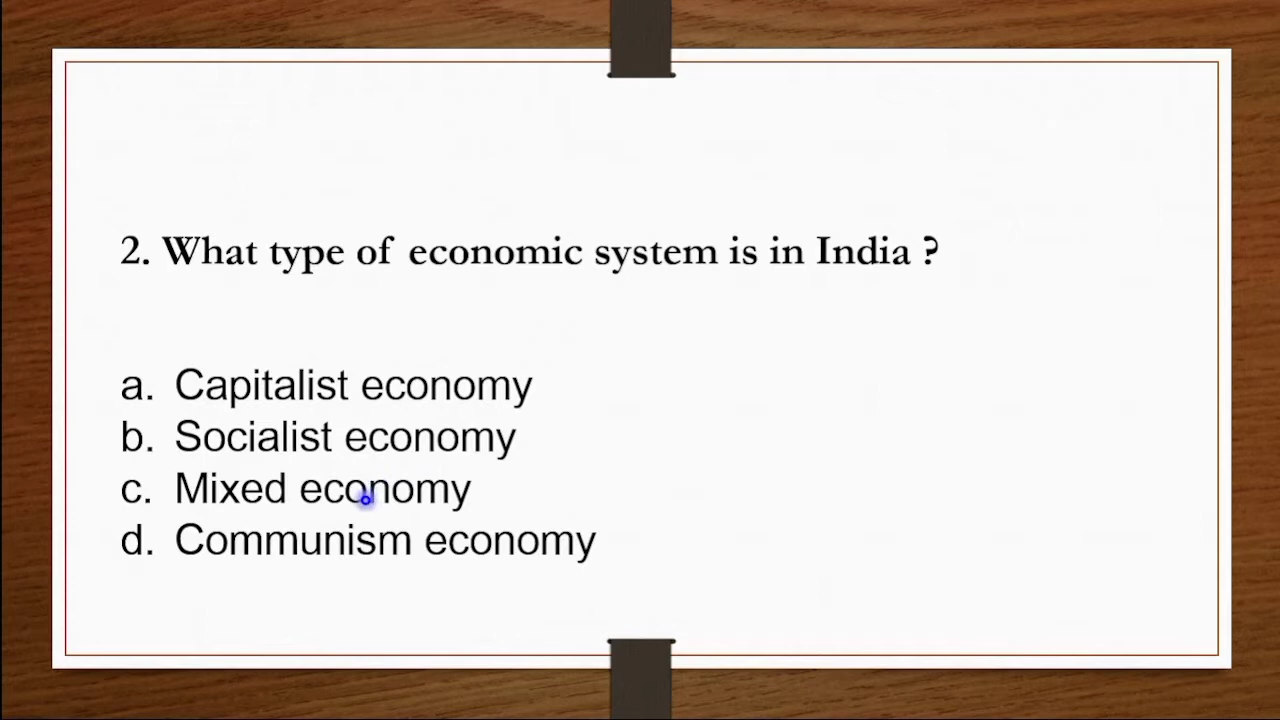 2. What type of economic system is in India ?
a. Capitalist economy
b. Socialist economy
c. Mixed economy
d. Communism economy